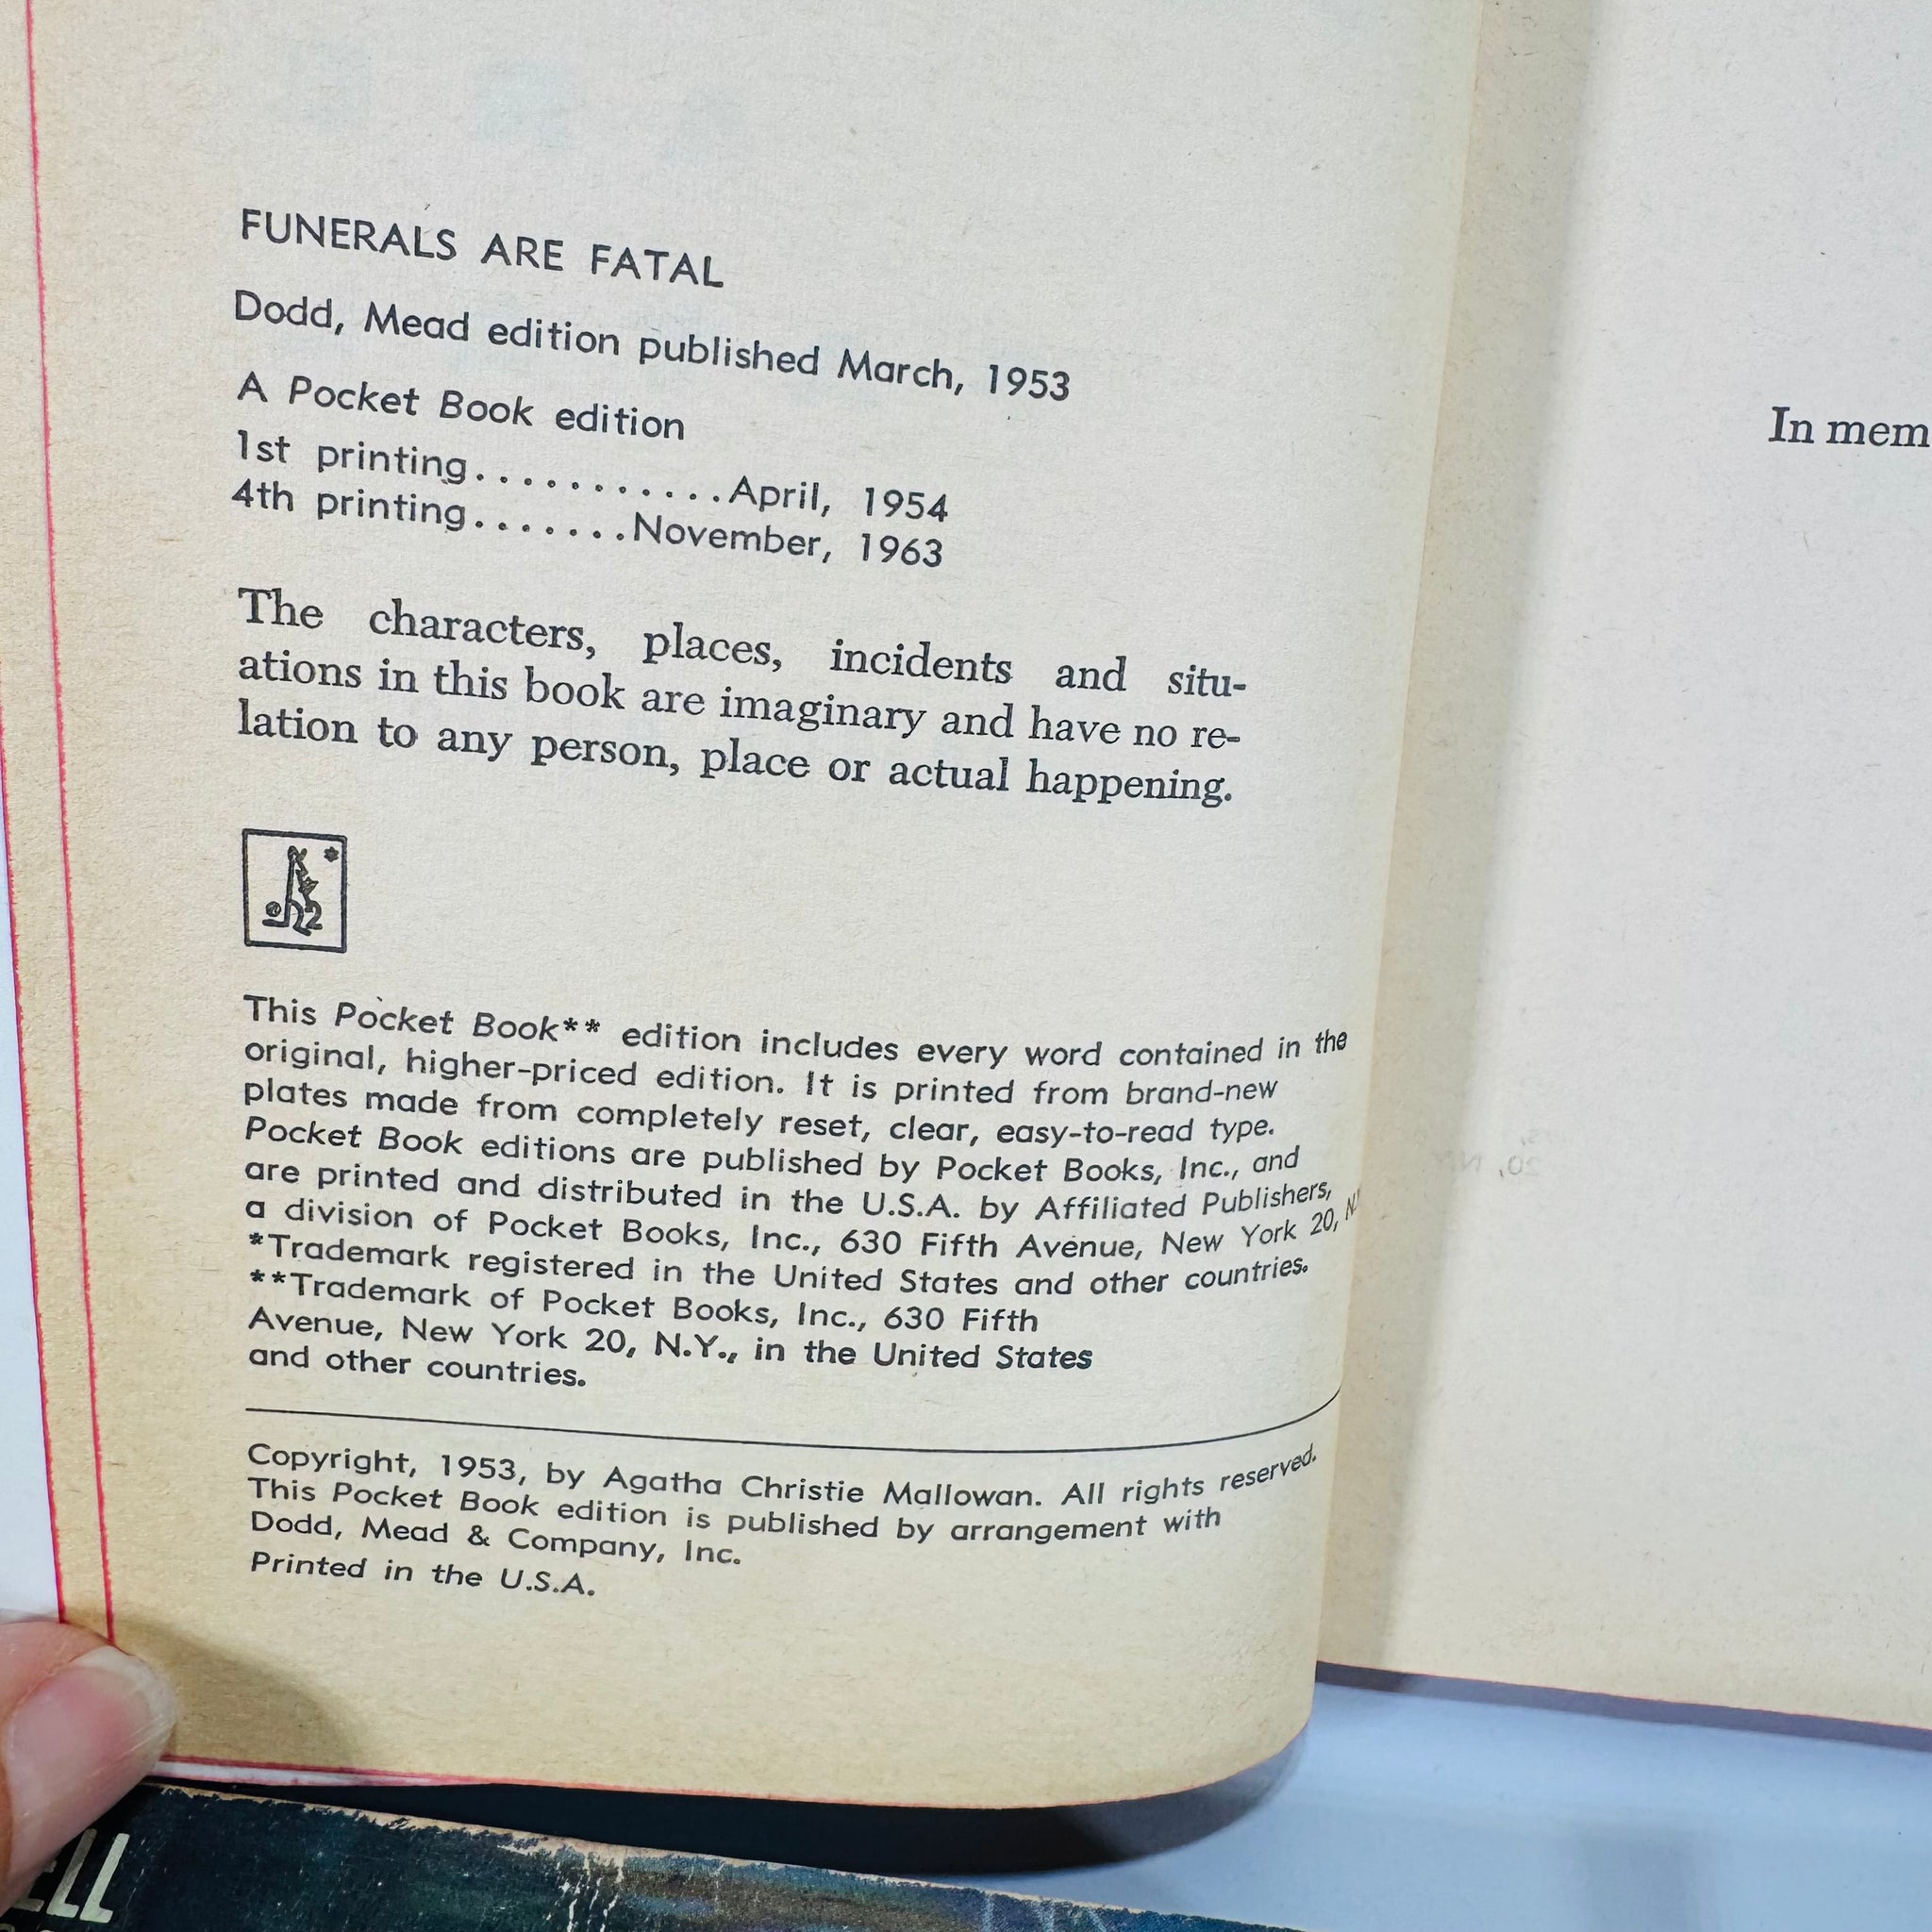 FUNERALS ARE FATAL
Dodd, Mead edition published March, 1953
A Pocket Book edition
1st printing...........April, 1954
4th printing.......November, 1963
The characters, places, incidents and situ-
ations in this book are imaginary and have no re-
lation to any person, place or actual happening.
This Pocket Book** edition includes every word contained in the
original, higher-priced edition. It is printed from brand-new
plates made from completely reset, clear, easy-to-read type.
Pocket Book editions are published by Pocket Books, Inc., and
are printed and distributed in the U.S.A. by Affiliated Publishers,
a division of Pocket Books, Inc., 630 Fifth Avenue, New York 20,
*Trademark registered in the United States and other countries.
**Trademark of Pocket Books, Inc., 630 Fifth
Avenue, New York 20, N.Y., in the United States
and other countries.
Copyright, 1953, by Agatha Christie Mallowan. All rights reserved.
This Pocket Book edition is published by arrangement with
Dodd, Mead & Company, Inc.
Printed in the U.S.A.
In mem
ELL